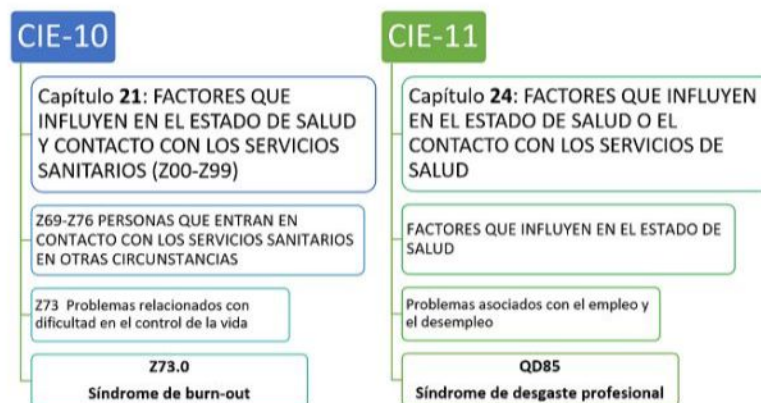 CIE-10
Capítulo 21: FACTORES QUE
INFLUYEN EN EL ESTADO DE SALUD
Y CONTACTO CON LOS SERVICIOS
SANITARIOS (Z00-Z99)
Z69-Z76 PERSONAS QUE ENTRAN EN
CONTACTO CON LOS SERVICIOS SANITARIOS
EN OTRAS CIRCUNSTANCIAS
Z73 Problemas relacionados con
dificultad en el control de la vida
Z73.0
Síndrome de burn-out
CIE-11
Capítulo 24: FACTORES QUE INFLUYEN
EN EL ESTADO DE SALUD O EL
CONTACTO CON LOS SERVICIOS DE
SALUD
FACTORES QUE INFLUYEN EN EL ESTADO DE
SALUD
Problemas asociados con el empleo y
el desempleo
QD85
Síndrome de desgaste profesional